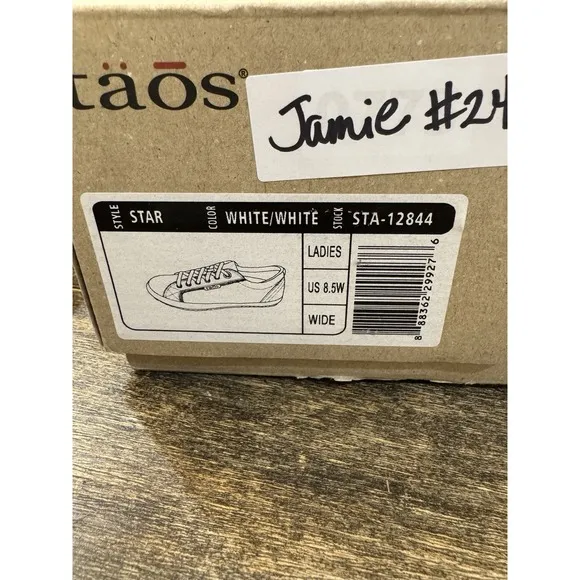 täōs®
Jamie #24
STYLE STAR COLOR WHITE/WHITE STOCK STA-12844
LADIES
US 8.5W
WIDE
8 88362 29927 6